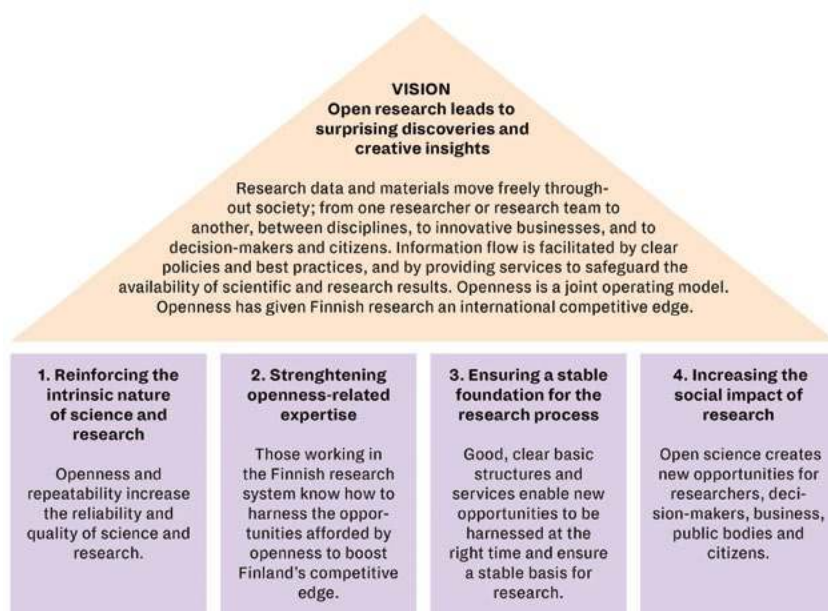 VISION
Open research leads to
surprising discoveries and
creative insights
Research data and materials move freely through-
out society; from one researcher or research team to
another, between disciplines, to innovative businesses, and to
decision-makers and citizens. Information flow is facilitated by clear
policies and best practices, and by providing services to safeguard the
availability of scientific and research results. Openness is a joint operating model.
Openness has given Finnish research an international competitive edge.
1. Reinforcing the
intrinsic nature
of science and
research
Openness and
repeatability increase
the reliability and
quality of science and
research.
2. Strenghtening
openness-related
expertise
Those working in
the Finnish research
system know how to
harness the oppor-
tunities afforded by
openness to boost
Finland's competitive
edge.
3. Ensuring a stable
foundation for the
research process
Good, clear basic
structures and
services enable new
opportunities to be
harnessed at the
right time and ensure
a stable basis for
research.
4. Increasing the
social impact of
research
Open science creates
new opportunities for
researchers, deci-
sion-makers, business,
public bodies and
citizens.